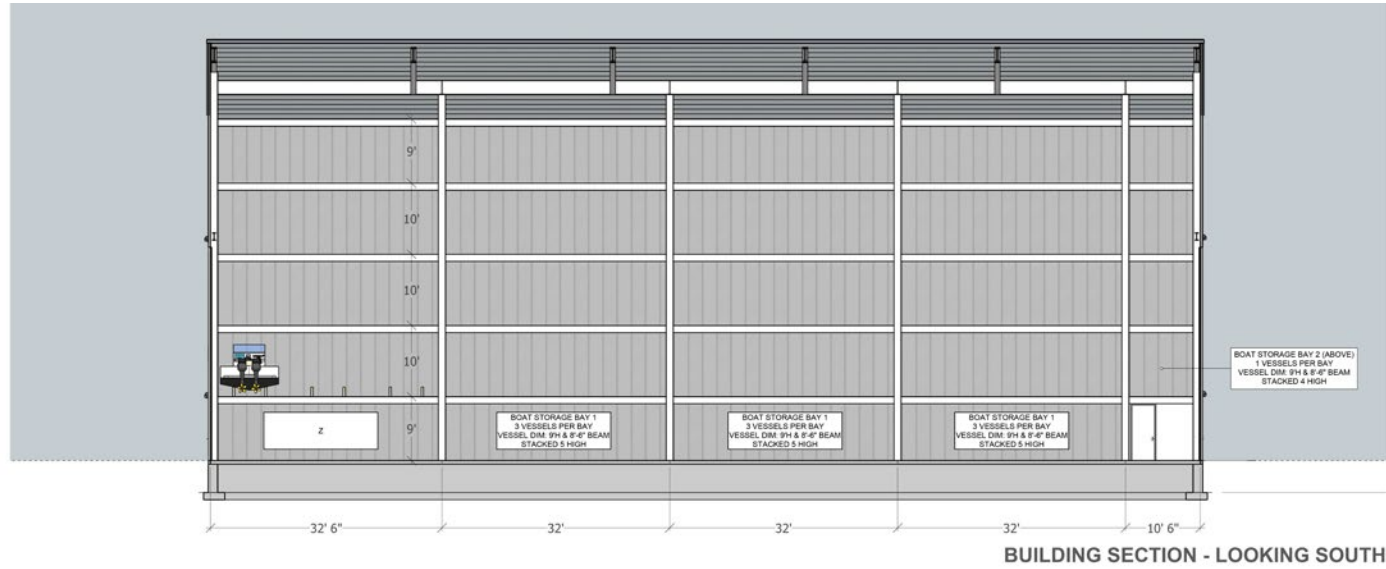 9'
10'
10'
10'
9'
Z
BOAT STORAGE BAY 1
3 VESSELS PER BAY
VESSEL DIM: 9'H & 8'-6" BEAM
STACKED 5 HIGH
BOAT STORAGE BAY 1
3 VESSELS PER BAY
VESSEL DIM: 9'H & 8'-6" BEAM
STACKED 5 HIGH
BOAT STORAGE BAY 1
3 VESSELS PER BAY
VESSEL DIM: 9'H & 8'-6" BEAM
STACKED 5 HIGH
BOAT STORAGE BAY 2 (ABOVE)
1 VESSELS PER BAY
VESSEL DIM: 9'H & 8'-6" BEAM
STACKED 4 HIGH
32' 6"
32'
32'
32'
10' 6"
BUILDING SECTION - LOOKING SOUTH